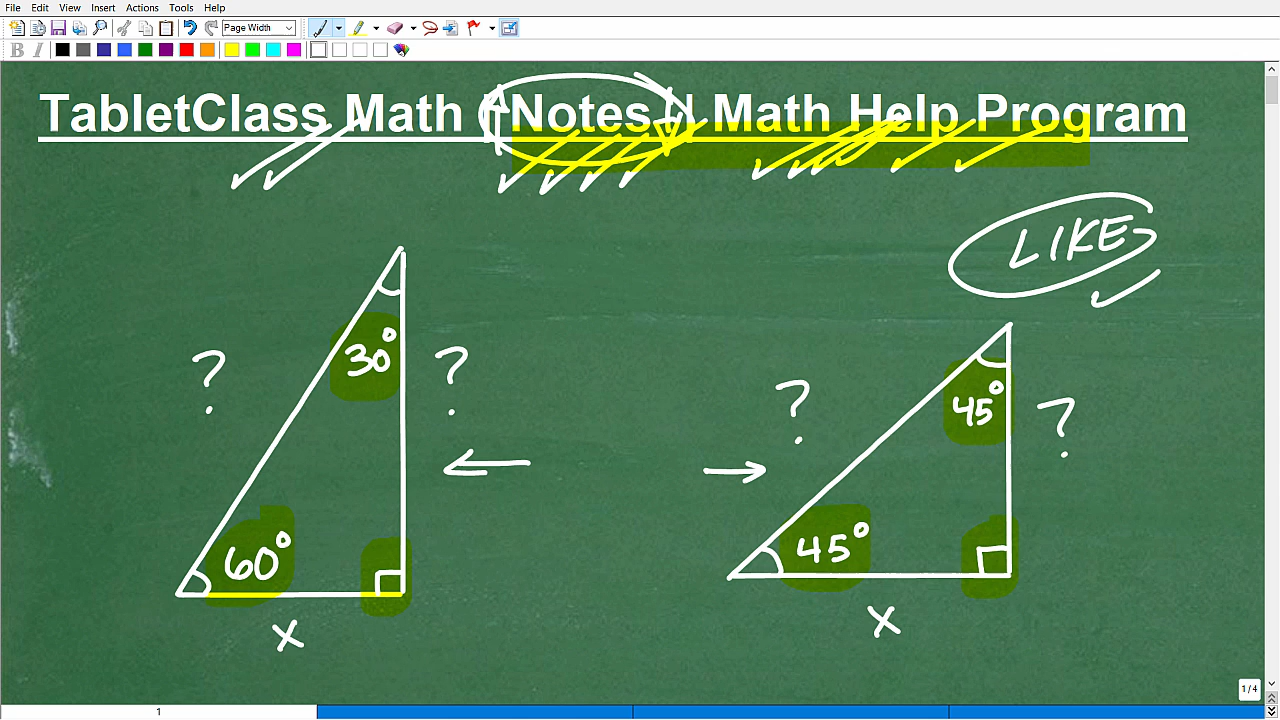 File Edit View Insert Actions Tools Help
Page Width
B I
TabletClass Math | Notes | Math Help Program
LIKE
30°
? ?
45°
? ?
60°
45°
x
x
1/4
1